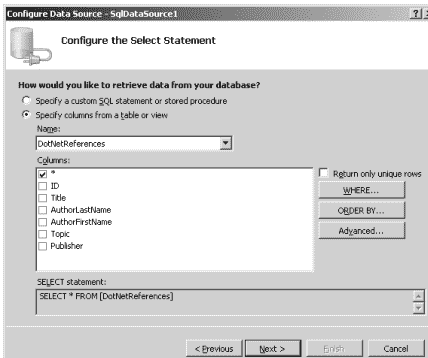 Configure Data Source - SqlDataSource1
Configure the Select Statement
How would you like to retrieve data from your database?
Specify a custom SQL statement or stored procedure
Specify columns from a table or view
Name:
DotNetReferences
Columns:
*
ID
Title
AuthorLastName
AuthorFirstName
Topic
Publisher
Return only unique rows
WHERE...
ORDER BY...
Advanced...
SELECT statement:
SELECT * FROM [DotNetReferences]
< Previous
Next >
Finish
Cancel